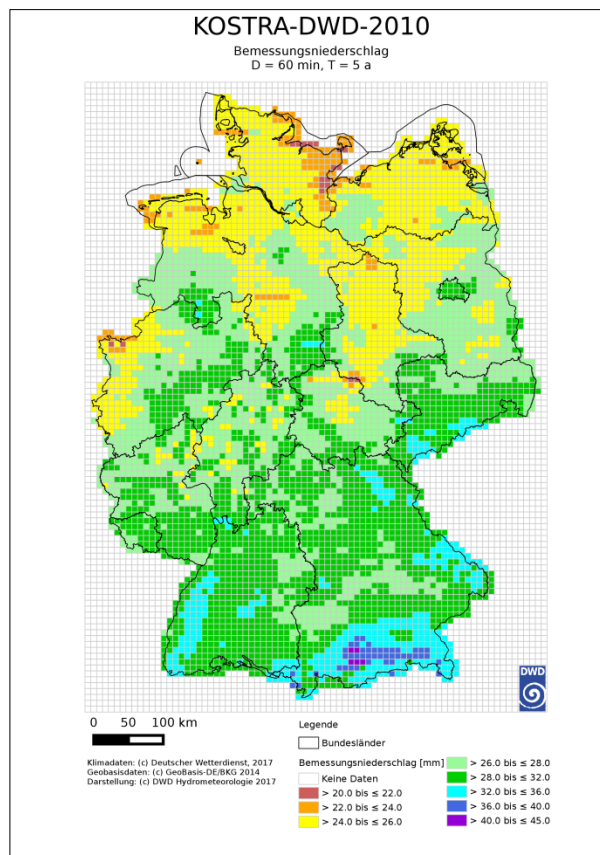 KOSTRA-DWD-2010
Bemessungsniederschlag
D = 60 min, T = 5 a
DWD
0 50 100 km
Klimadaten: (c) Deutscher Wetterdienst, 2017
Geobasisdaten: (c) GeoBasis-DE/BKG 2014
Darstellung: (c) DWD Hydrometeorologie 2017
Legende
Bundesländer
Bemessungsniederschlag [mm]
Keine Daten
> 20.0 bis ≤ 22.0
> 22.0 bis ≤ 24.0
> 24.0 bis ≤ 26.0
> 26.0 bis ≤ 28.0
> 28.0 bis ≤ 32.0
> 32.0 bis ≤ 36.0
> 36.0 bis ≤ 40.0
> 40.0 bis ≤ 45.0